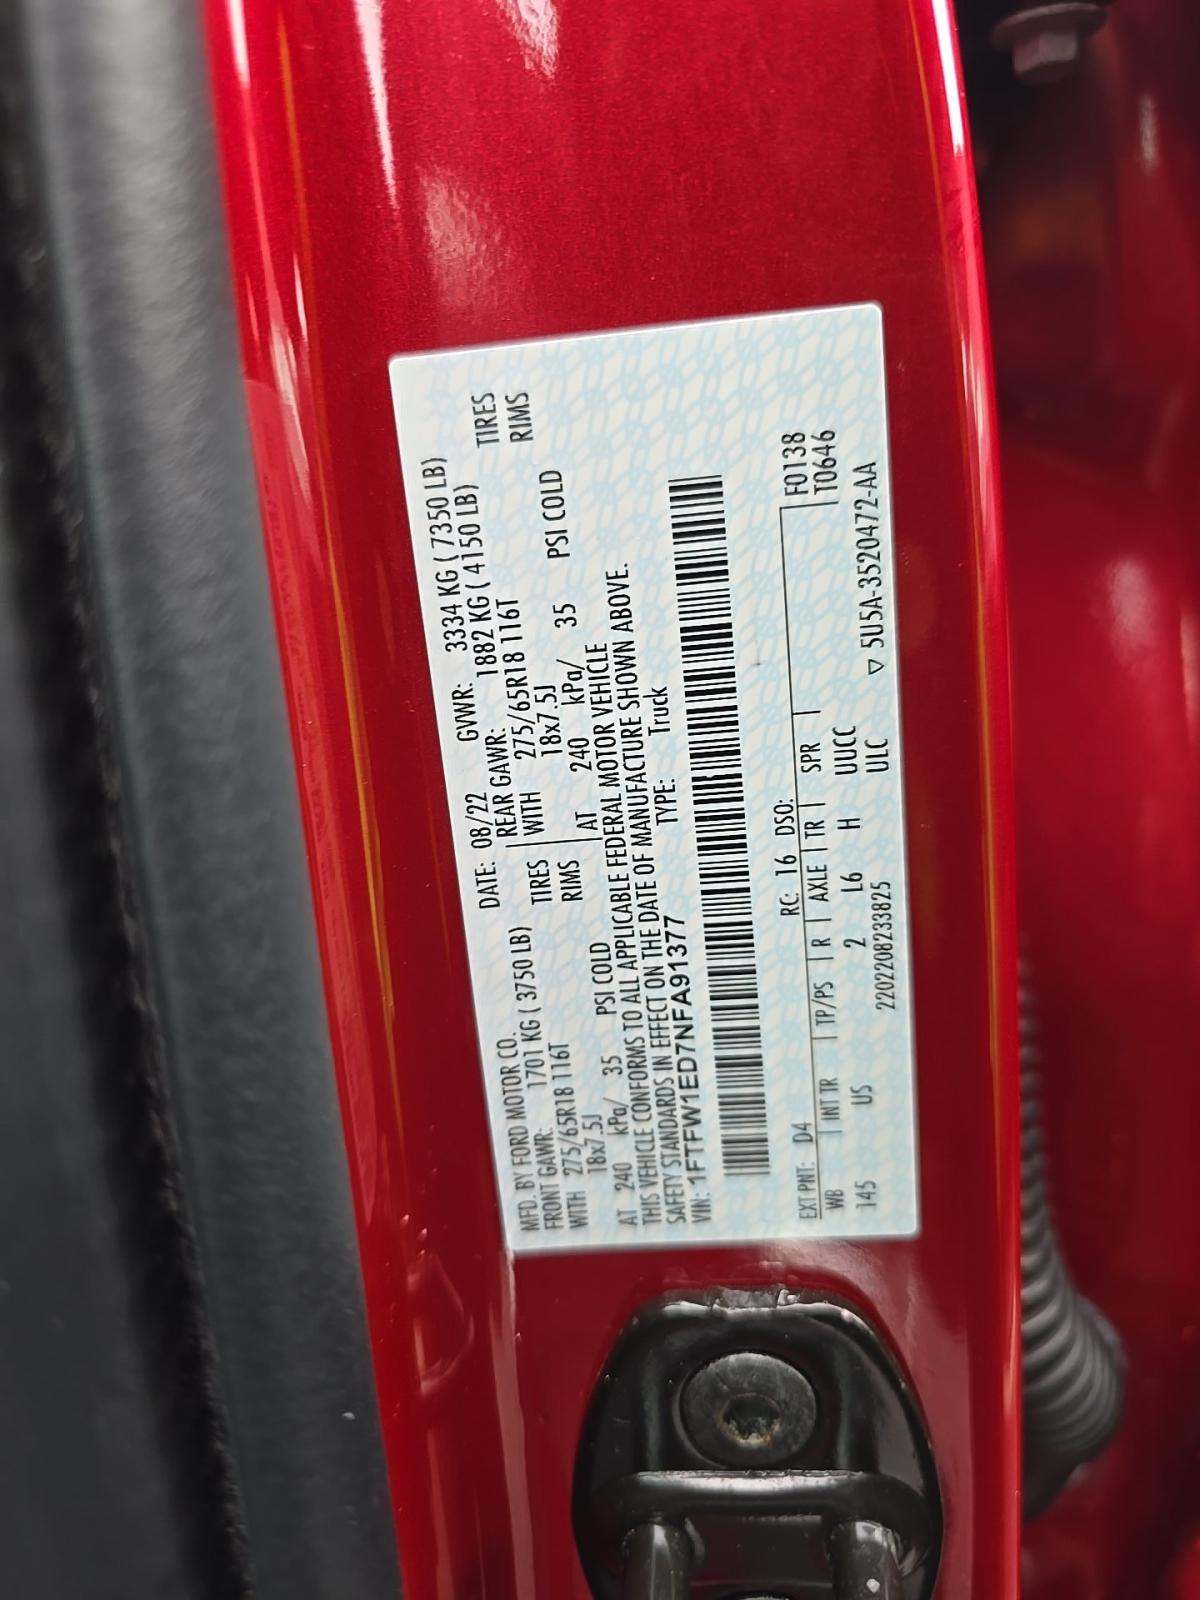 MFD. BY FORD MOTOR CO.
DATE: 08/22 GVWR: 3334 KG ( 7350 LB)
FRONT GAWR: 1701 KG ( 3750 LB)
REAR GAWR: 1882 KG ( 4150 LB)
WITH 275/65R18 116T TIRES
WITH 275/65R18 116T TIRES
18x7.5J RIMS
18x7.5J RIMS
AT 240 kPa/ 35 PSI COLD
AT 240 kPa/ 35 PSI COLD
THIS VEHICLE CONFORMS TO ALL APPLICABLE FEDERAL MOTOR VEHICLE
SAFETY STANDARDS IN EFFECT ON THE DATE OF MANUFACTURE SHOWN ABOVE.
VIN: 1FTFW1ED7NFA91377 TYPE: Truck
EXT PNT: D4 RC: 16 DSO: F0138
WB | INT TR | TP/PS | R | AXLE | TR | SPR | T0646
145 US 2 L6 H UUCC
220220823825 ULC ▽ 5U5A-3520472-AA